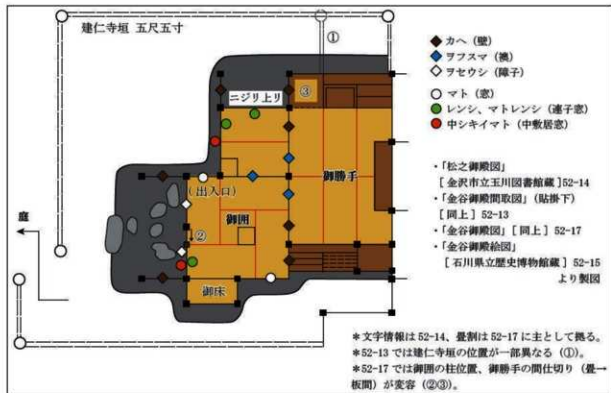 建仁寺垣 五尺五寸
①
◆カヘ（壁）
◆ヲフスマ（襖）
◇ヲセウシ（障子）
○マト（窓）
●レンシ、マトレンシ（連子窓）
●中シキイマト（中敷居窓）
ニジリ上リ
③
御勝手
（出入口）
御囲
②
御床
庭
・「松之御殿図」
［金沢市立玉川図書館蔵］52-14
・「金谷御殿間取図」（貼掛下）
［同上］52-13
・「金谷御殿図」［同上］52-17
・「金谷御殿絵図」
［石川県立歴史博物館蔵］52-15
より製図
＊文字情報は52-14、畳割は52-17に主として拠る。
＊52-13では建仁寺垣の位置が一部異なる（①）。
＊52-17では御囲の柱位置、御勝手の間仕切り（畳→
板間）が変容（②③）。